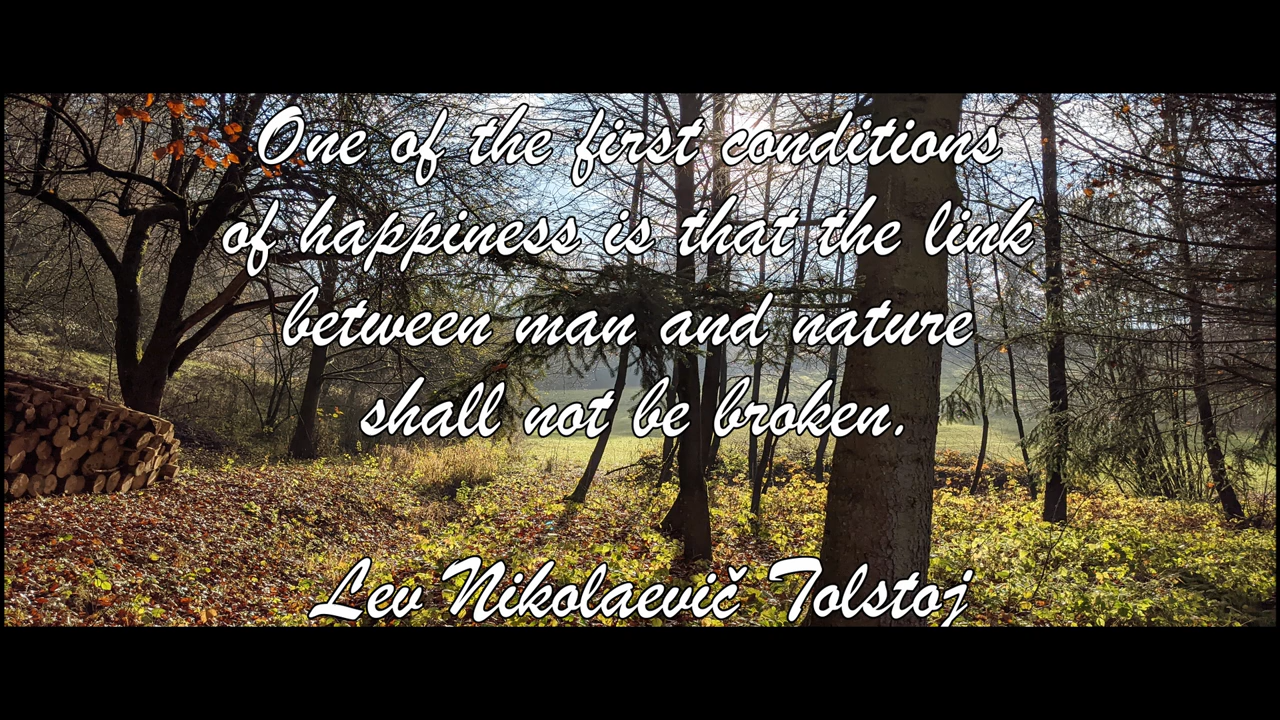 One of the first conditions
of happiness is that the link
between man and nature
shall not be broken.
Lev Nikolaevič Tolstoj